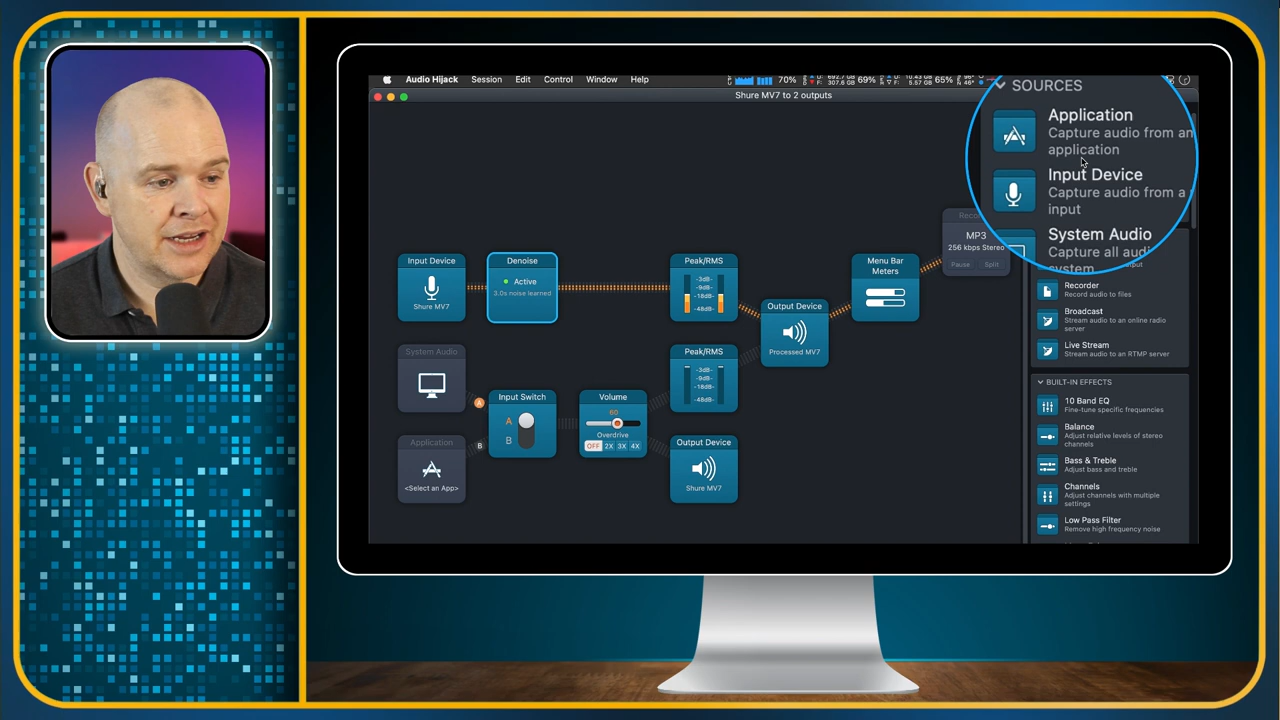 Audio Hijack Session Edit Control Window Help
70%
69%
65%
Shure MV7 to 2 outputs
SOURCES
Application
Capture audio from an
application
Input Device
Capture audio from a
input
System Audio
Capture all audi
system
MP3
256 kbps Stereo
Pause Split
Input Device
Shure MV7
Denoise
Active
3.0s noise learned
Peak/RMS
-3dB-
-9dB-
-18dB-
-48dB-
Output Device
Processed MV7
Menu Bar
Meters
System Audio
A
Input Switch
A
B
B
Volume
60
Overdrive
OFF 2X 3X 4X
Peak/RMS
-3dB-
-9dB-
-18dB-
-48dB-
Application
<Select an App>
Output Device
Shure MV7
Recorder
Record audio to files
Broadcast
Stream audio to an online radio
server
Live Stream
Stream audio to an RTMP server
BUILT-IN EFFECTS
10 Band EQ
Fine-tune specific frequencies
Balance
Adjust relative levels of stereo
channels
Bass & Treble
Adjust bass and treble
Channels
Adjust channels with multiple
settings
Low Pass Filter
Remove high frequency noise